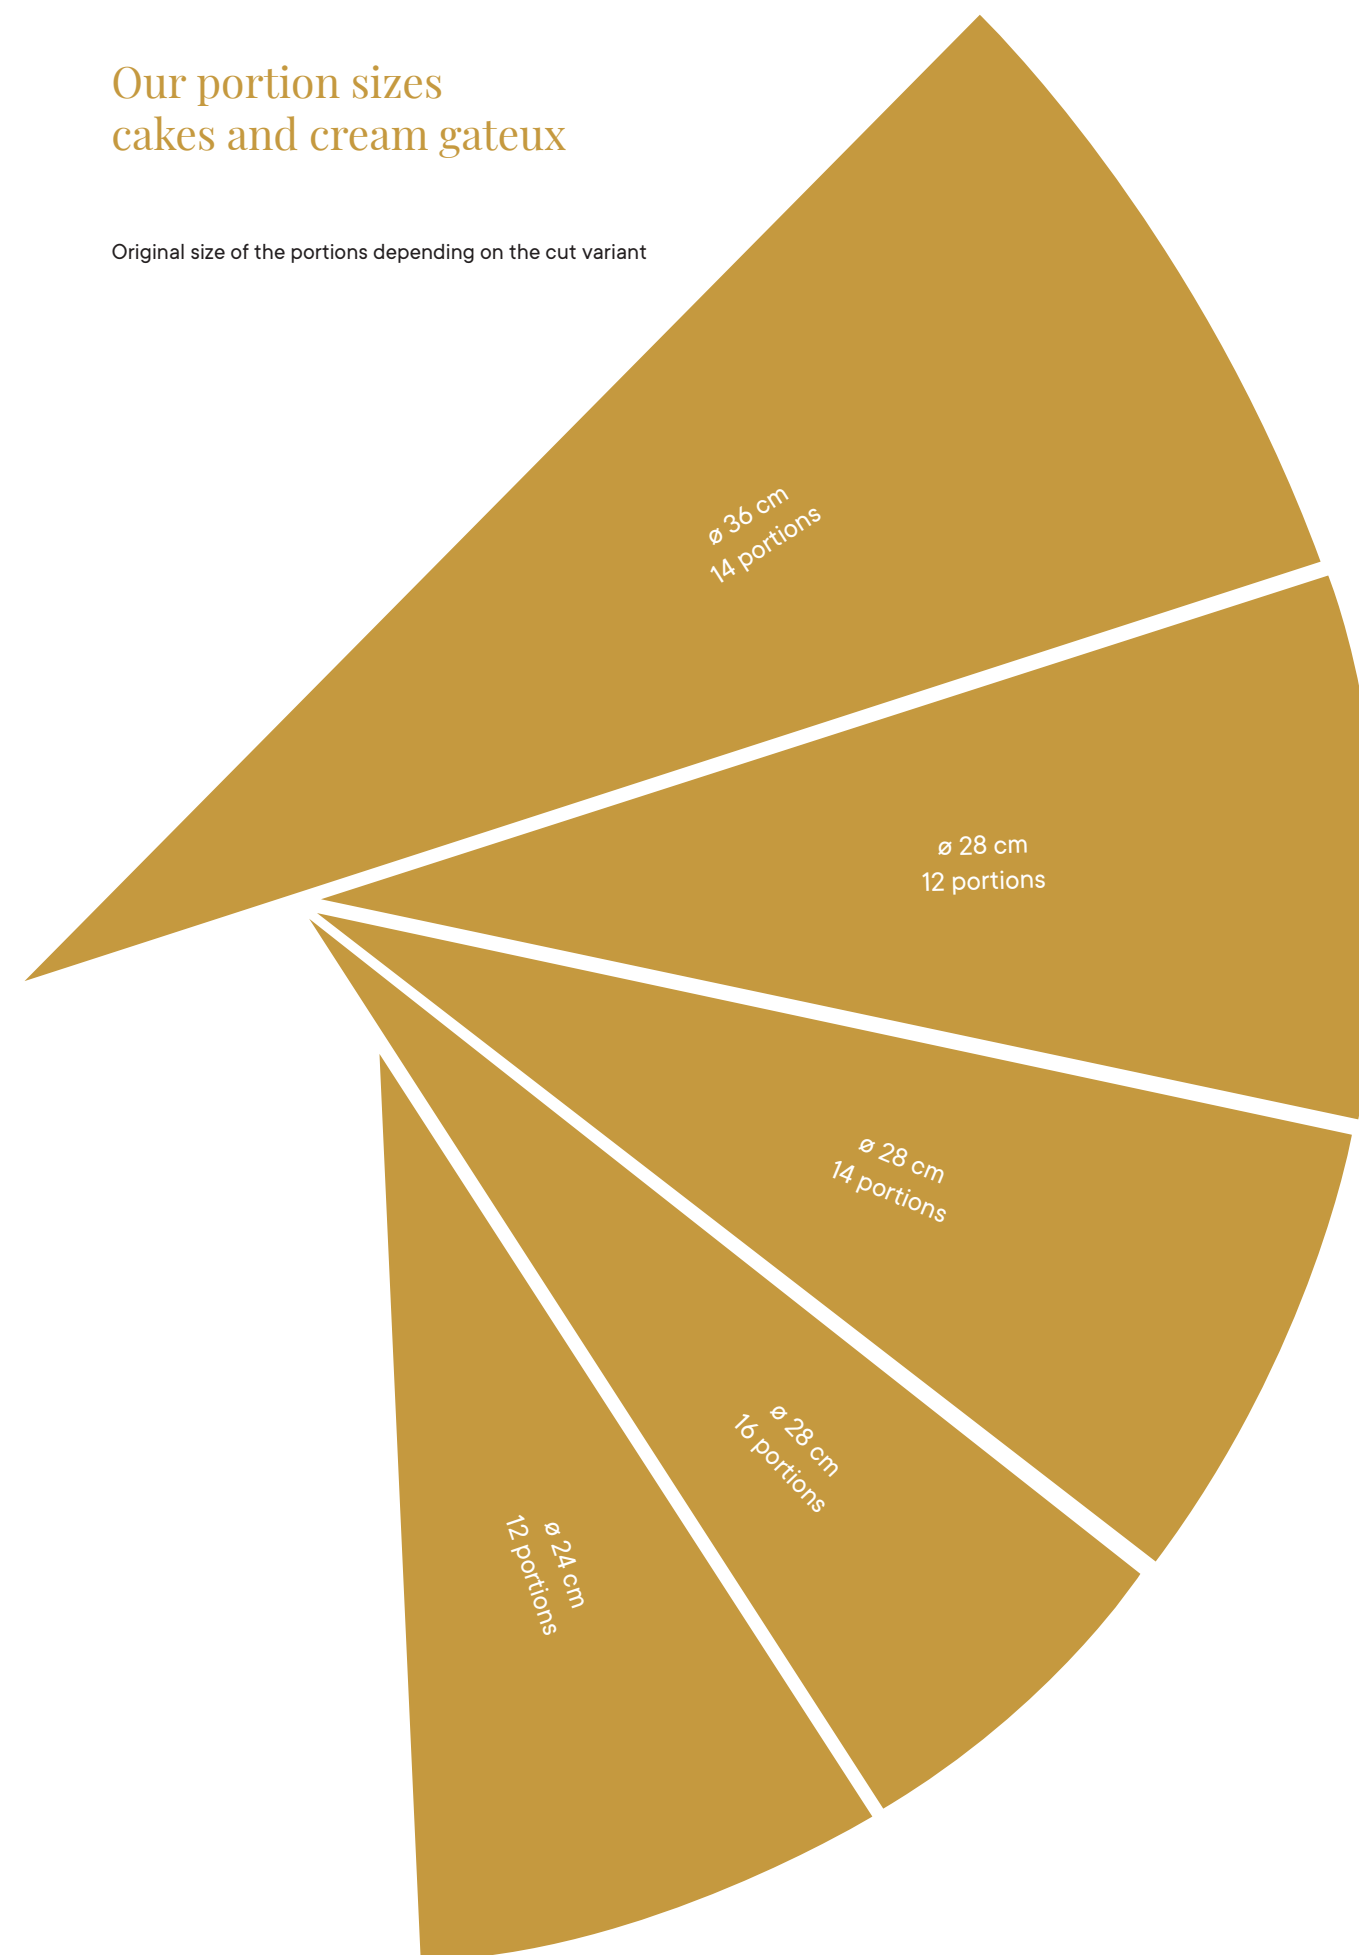 Our portion sizes
cakes and cream gateux
Original size of the portions depending on the cut variant
ø 36 cm
14 portions
ø 28 cm
12 portions
ø 28 cm
14 portions
ø 28 cm
16 portions
ø 24 cm
12 portions